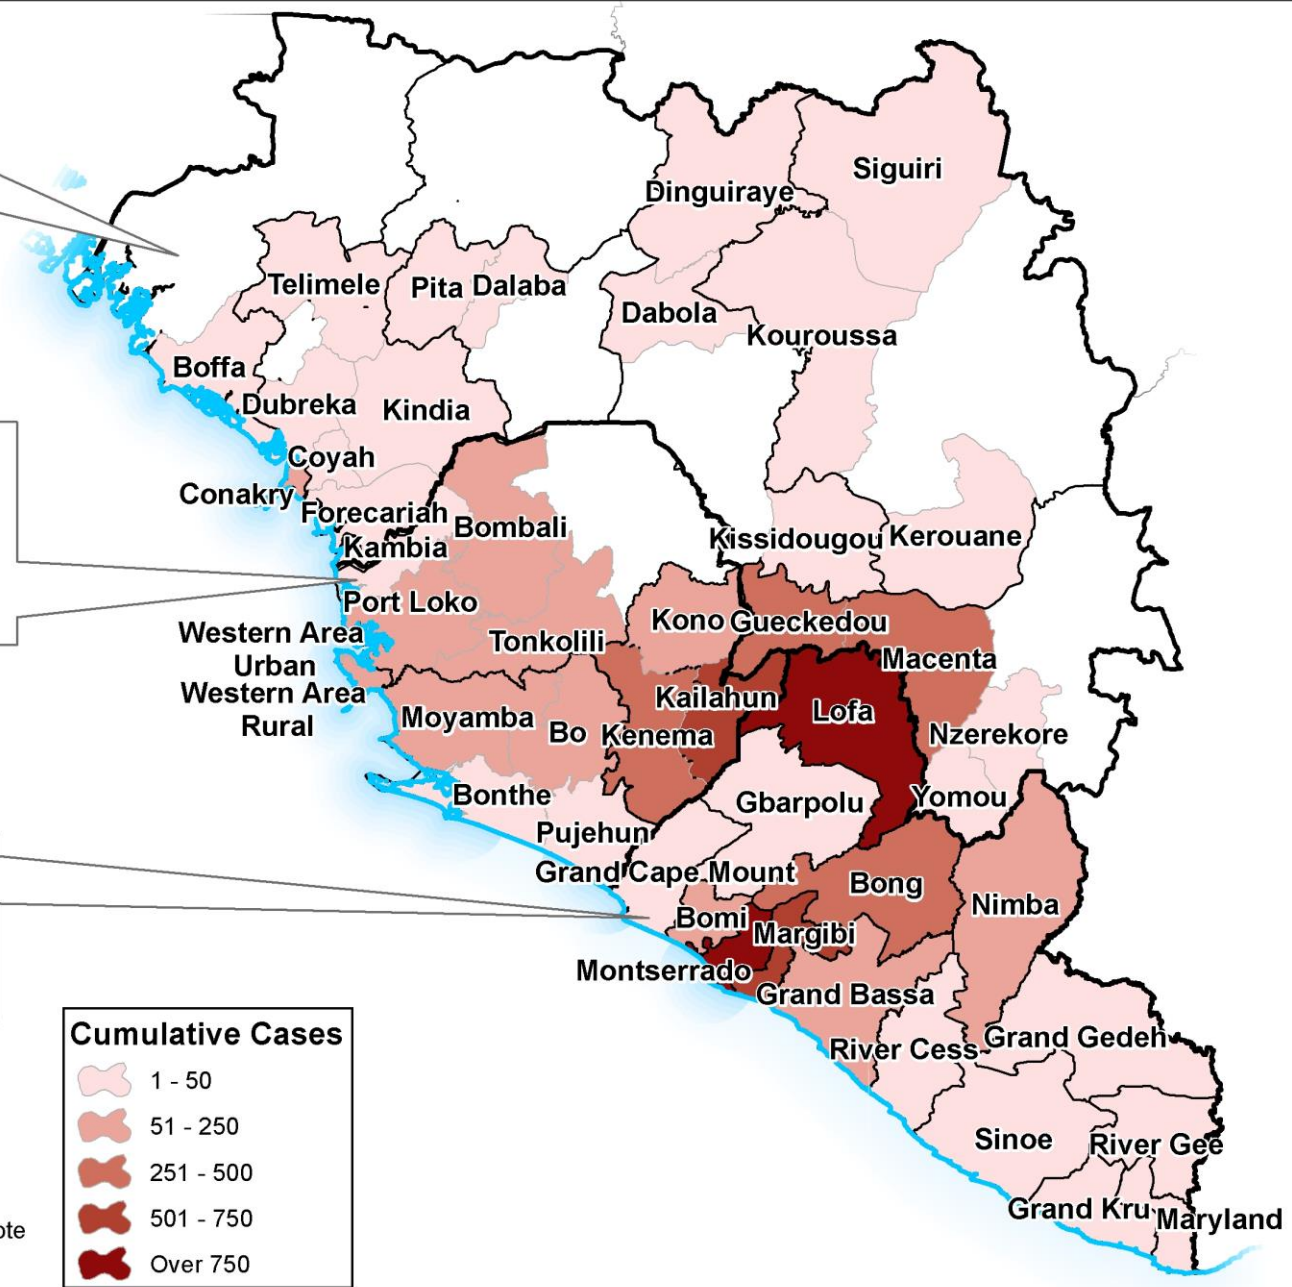 Siguiri
Dinguiraye
Telimele
Pita
Dalaba
Dabola
Kouroussa
Boffa
Dubreka
Kindia
Coyah
Conakry
Forecariah
Bombali
Kissidougou
Kerouane
Kambia
Port Loko
Kono
Gueckedou
Western Area
Urban
Tonkolili
Macenta
Western Area
Rural
Kailahun
Lofa
Moyamba
Bo
Kenema
Nzerekore
Bonthe
Gbarpolu
Yomou
Pujehun
Grand Cape Mount
Bong
Nimba
Bomi
Margibi
Montserrado
Grand Bassa
River Cess
Grand Gedeh
Sinoe
River Gee
Grand Kru
Maryland
Cumulative Cases
1 - 50
51 - 250
251 - 500
501 - 750
Over 750